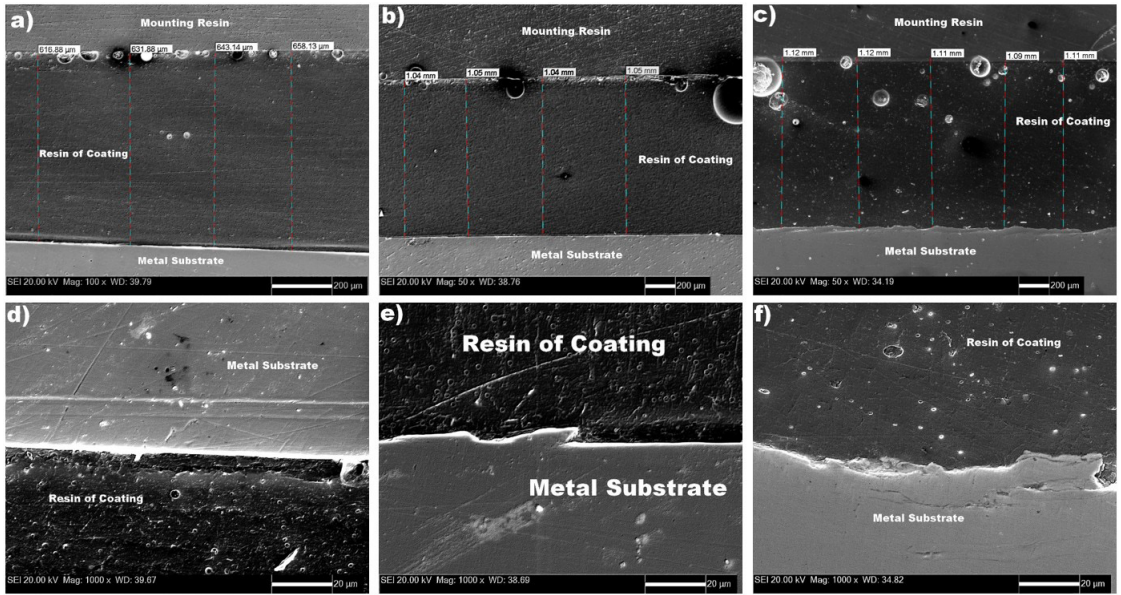 a)
Mounting Resin
616.88 µm
631.88 µm
643.14 µm
658.13 µm
Resin of Coating
Metal Substrate
SEI 20.00 kV Mag: 100 x WD: 39.79
200 µm
b)
Mounting Resin
1.04 mm
1.05 mm
1.04 mm
1.05 mm
Resin of Coating
Metal Substrate
SEI 20.00 kV Mag: 50 x WD: 38.76
200 µm
c)
Mounting Resin
1.12 mm
1.12 mm
1.11 mm
1.09 mm
1.11 mm
Resin of Coating
Metal Substrate
SEI 20.00 kV Mag: 50 x WD: 34.19
200 µm
d)
Metal Substrate
Resin of Coating
SEI 20.00 kV Mag: 1000 x WD: 39.67
20 µm
e)
Resin of Coating
Metal Substrate
SEI 20.00 kV Mag: 1000 x WD: 38.69
20 µm
f)
Resin of Coating
Metal Substrate
SEI 20.00 kV Mag: 1000 x WD: 34.82
20 µm